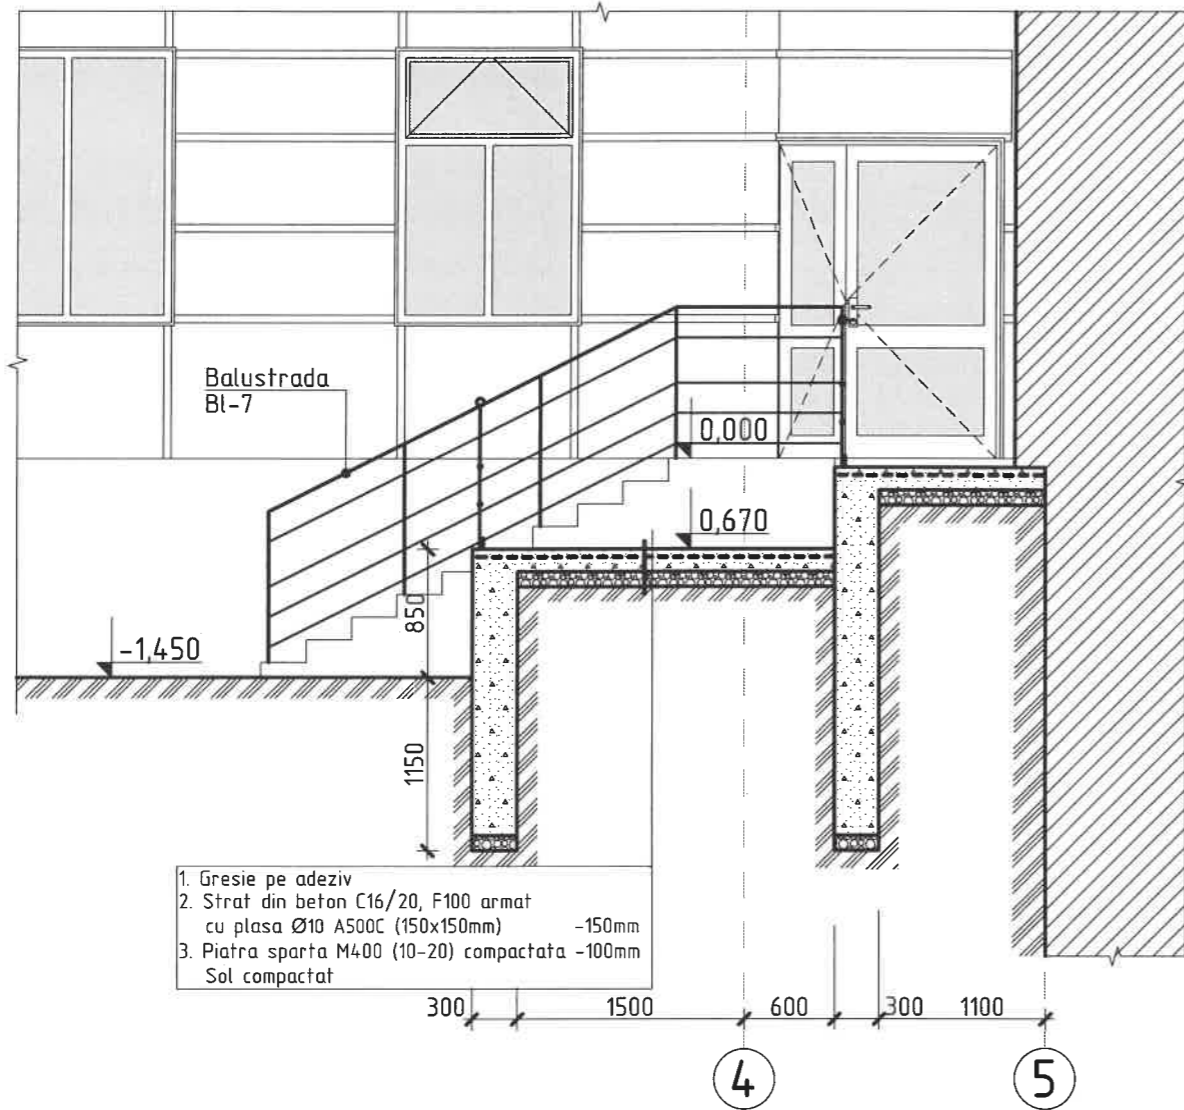 Balustrada
Bl-7
0,000
0,670
-1,450
850
1150
1. Gresie pe adeziv
2. Strat din beton C16/20, F100 armat
cu plasa Ø10 A500C (150x150mm) -150mm
3. Piatra sparta M400 (10-20) compactata -100mm
Sol compactat
300 1500 600 300 1100
4 5